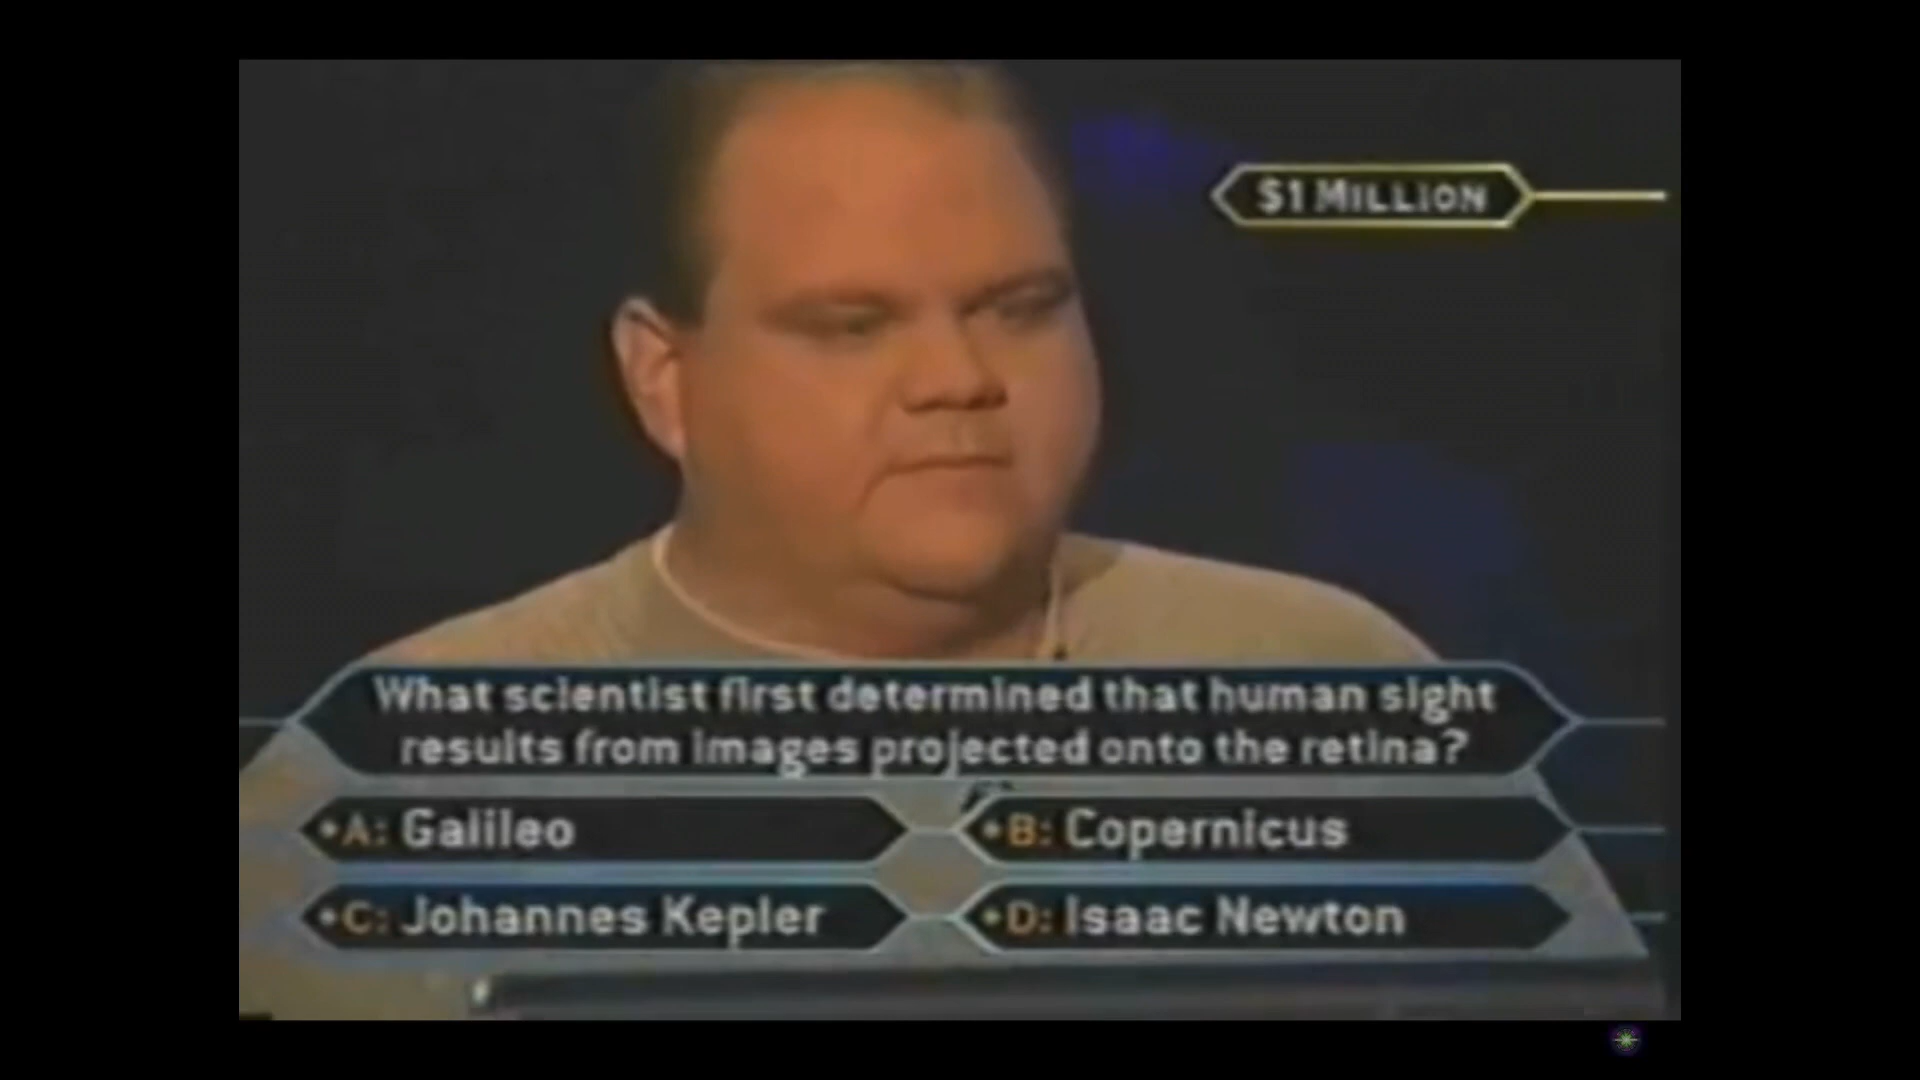 $1 MILLION
What scientist first determined that human sight
results from images projected onto the retina?
A: Galileo
B: Copernicus
C: Johannes Kepler
D: Isaac Newton